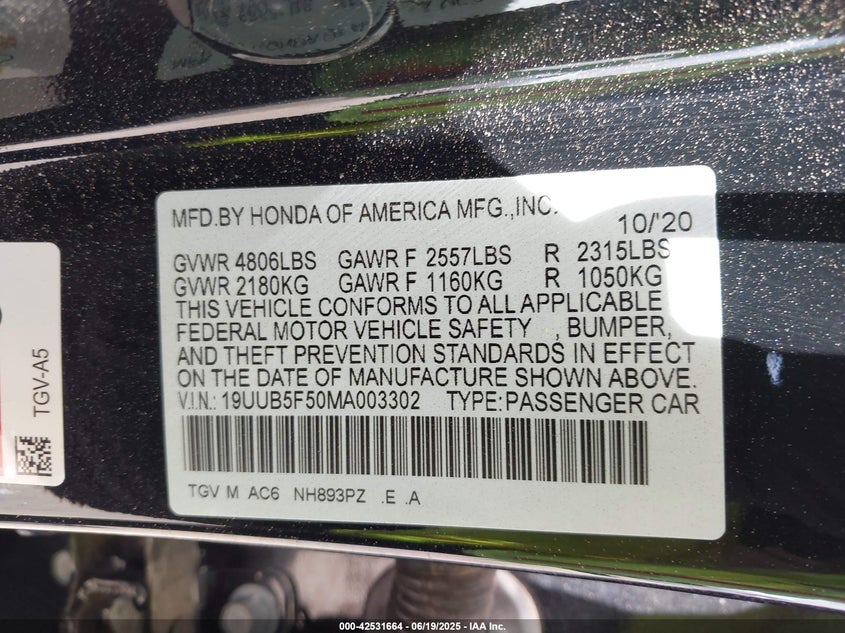 MFD.BY HONDA OF AMERICA MFG.,INC.
10/'20
GVWR 4806LBS GAWR F 2557LBS R 2315LBS
GVWR 2180KG GAWR F 1160KG R 1050KG
THIS VEHICLE CONFORMS TO ALL APPLICABLE
FEDERAL MOTOR VEHICLE SAFETY , BUMPER,
AND THEFT PREVENTION STANDARDS IN EFFECT
ON THE DATE OF MANUFACTURE SHOWN ABOVE.
V.I.N.: 19UUB5F50MA003302 TYPE:PASSENGER CAR
TGV M AC6 NH893PZ .E .A
TGV-A5
000-42531664 - 06/19/2025 - IAA Inc.